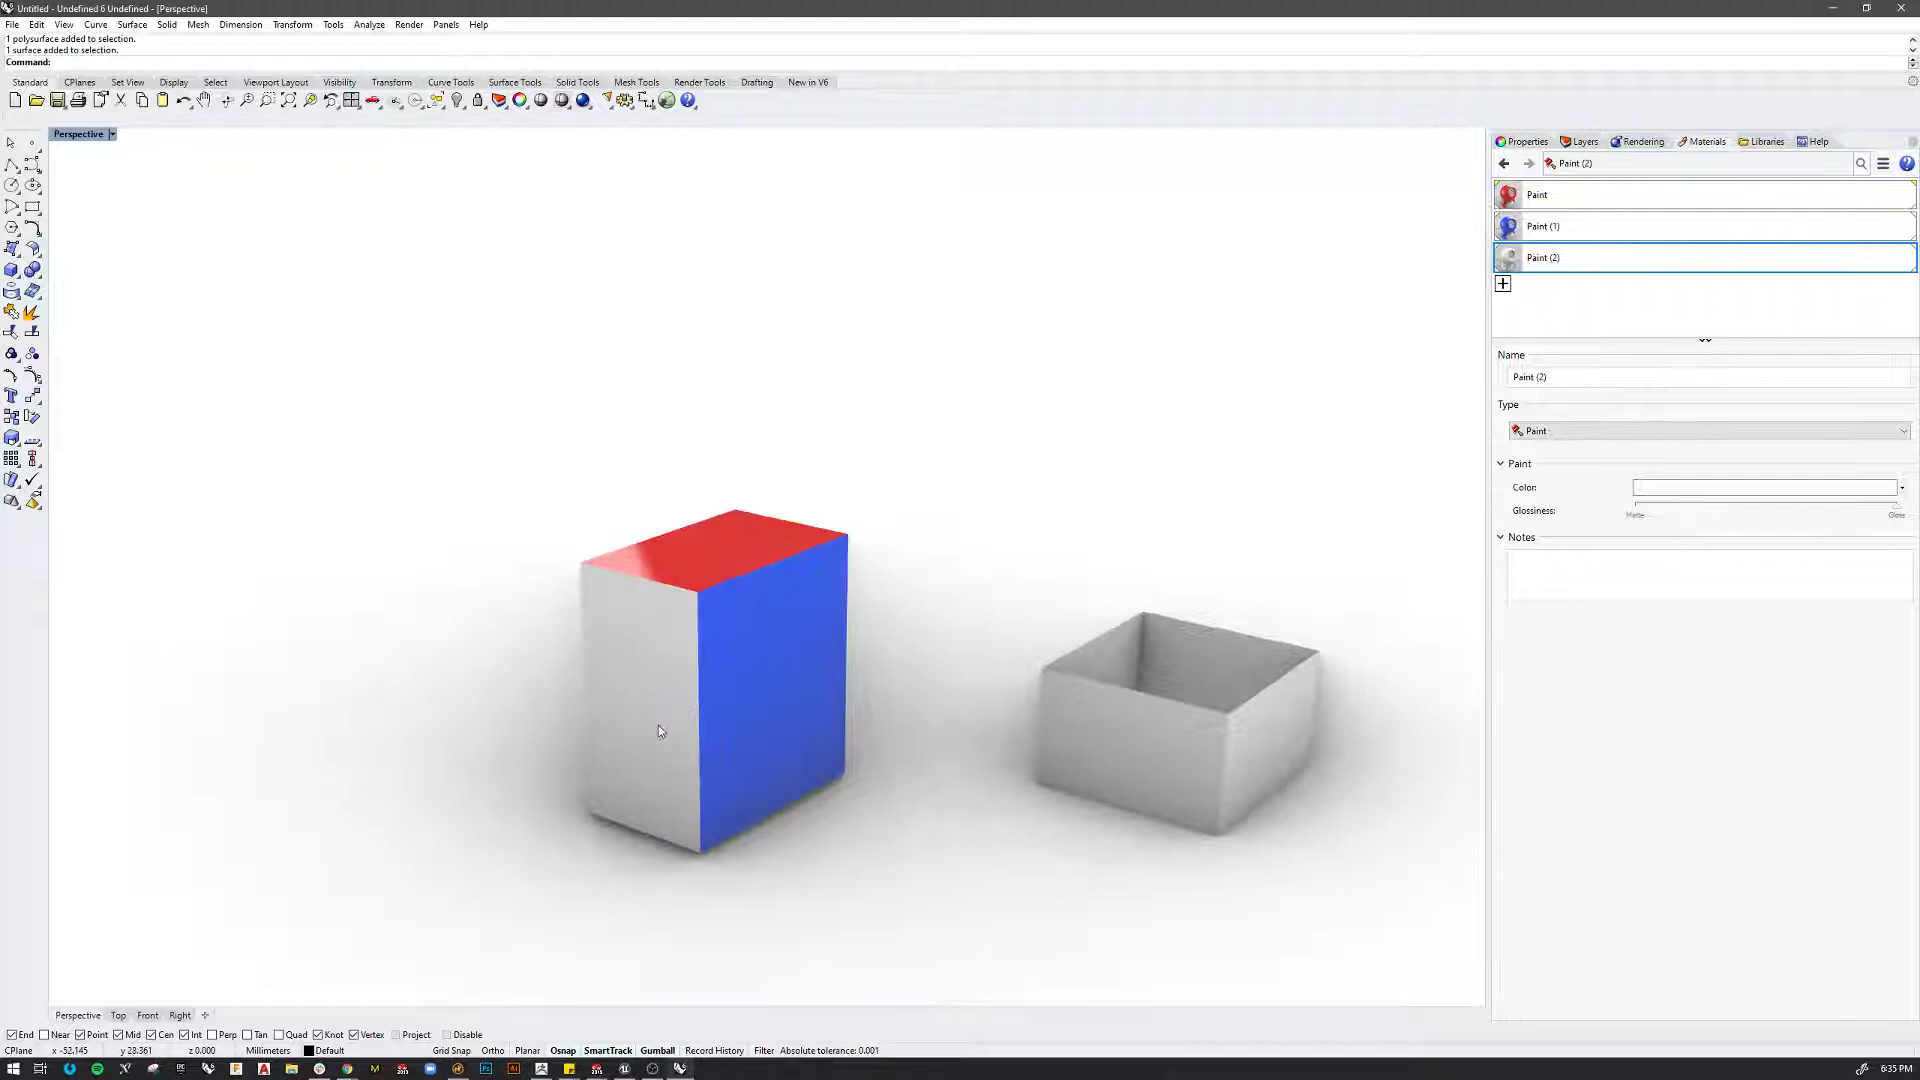 Untitled - Undefined 6 Undefined - [Perspective]
File Edit View Curve Surface Solid Mesh Dimension Transform Tools Analyze Render Panels Help
1 polysurface added to selection.
1 surface added to selection.
Command:
Standard CPlanes Set View Display Select Viewport Layout Visibility Transform Curve Tools Surface Tools Solid Tools Mesh Tools Render Tools Drafting New in V6
Perspective
Properties Layers Rendering Materials Libraries Help
Paint (2)
Paint
Paint (1)
Paint (2)
Name
Paint (2)
Type
Paint
Paint
Color:
Glossiness:
Matte Gloss
Notes
Perspective Top Front Right
End Near Point Mid Cen Int Perp Tan Quad Knot Vertex Project Disable
CPlane x -52.145 y 28.361 z 0.000 Millimeters Default Grid Snap Ortho Planar Osnap SmartTrack Gumball Record History Filter Absolute tolerance: 0.001
6:35 PM